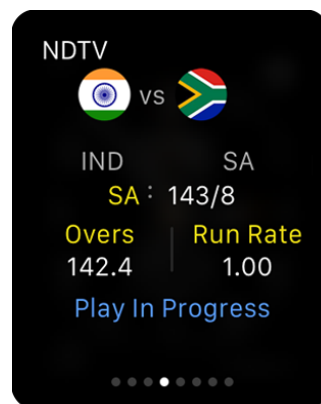 NDTV
vs
IND SA
SA : 143/8
Overs Run Rate
142.4 1.00
Play In Progress